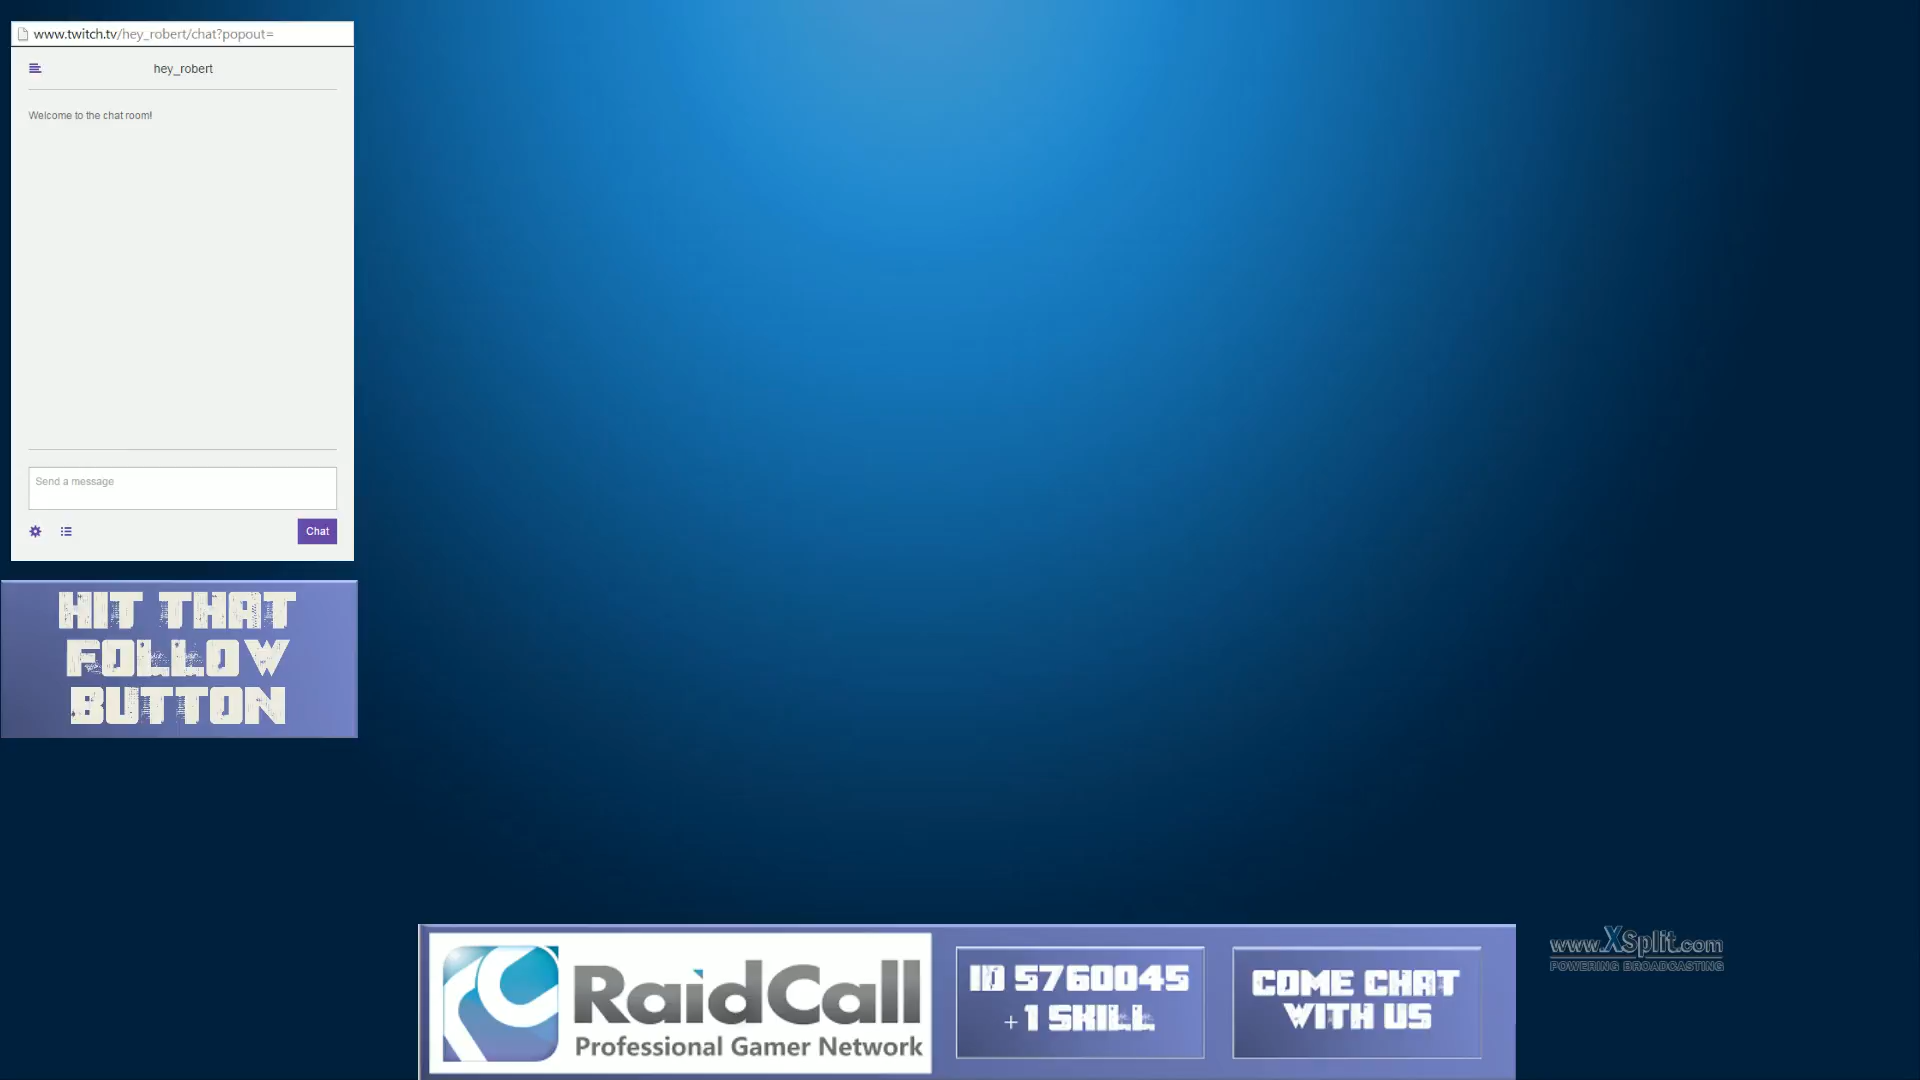 www.twitch.tv/hey_robert/chat?popout=
hey_robert
Welcome to the chat room!
Send a message
Chat
HIT THAT
FOLLOW
BUTTON
RaidCall
Professional Gamer Network
ID 5760045
+ 1 SKILL
COME CHAT
WITH US
www.XSplit.com
POWERING BROADCASTING